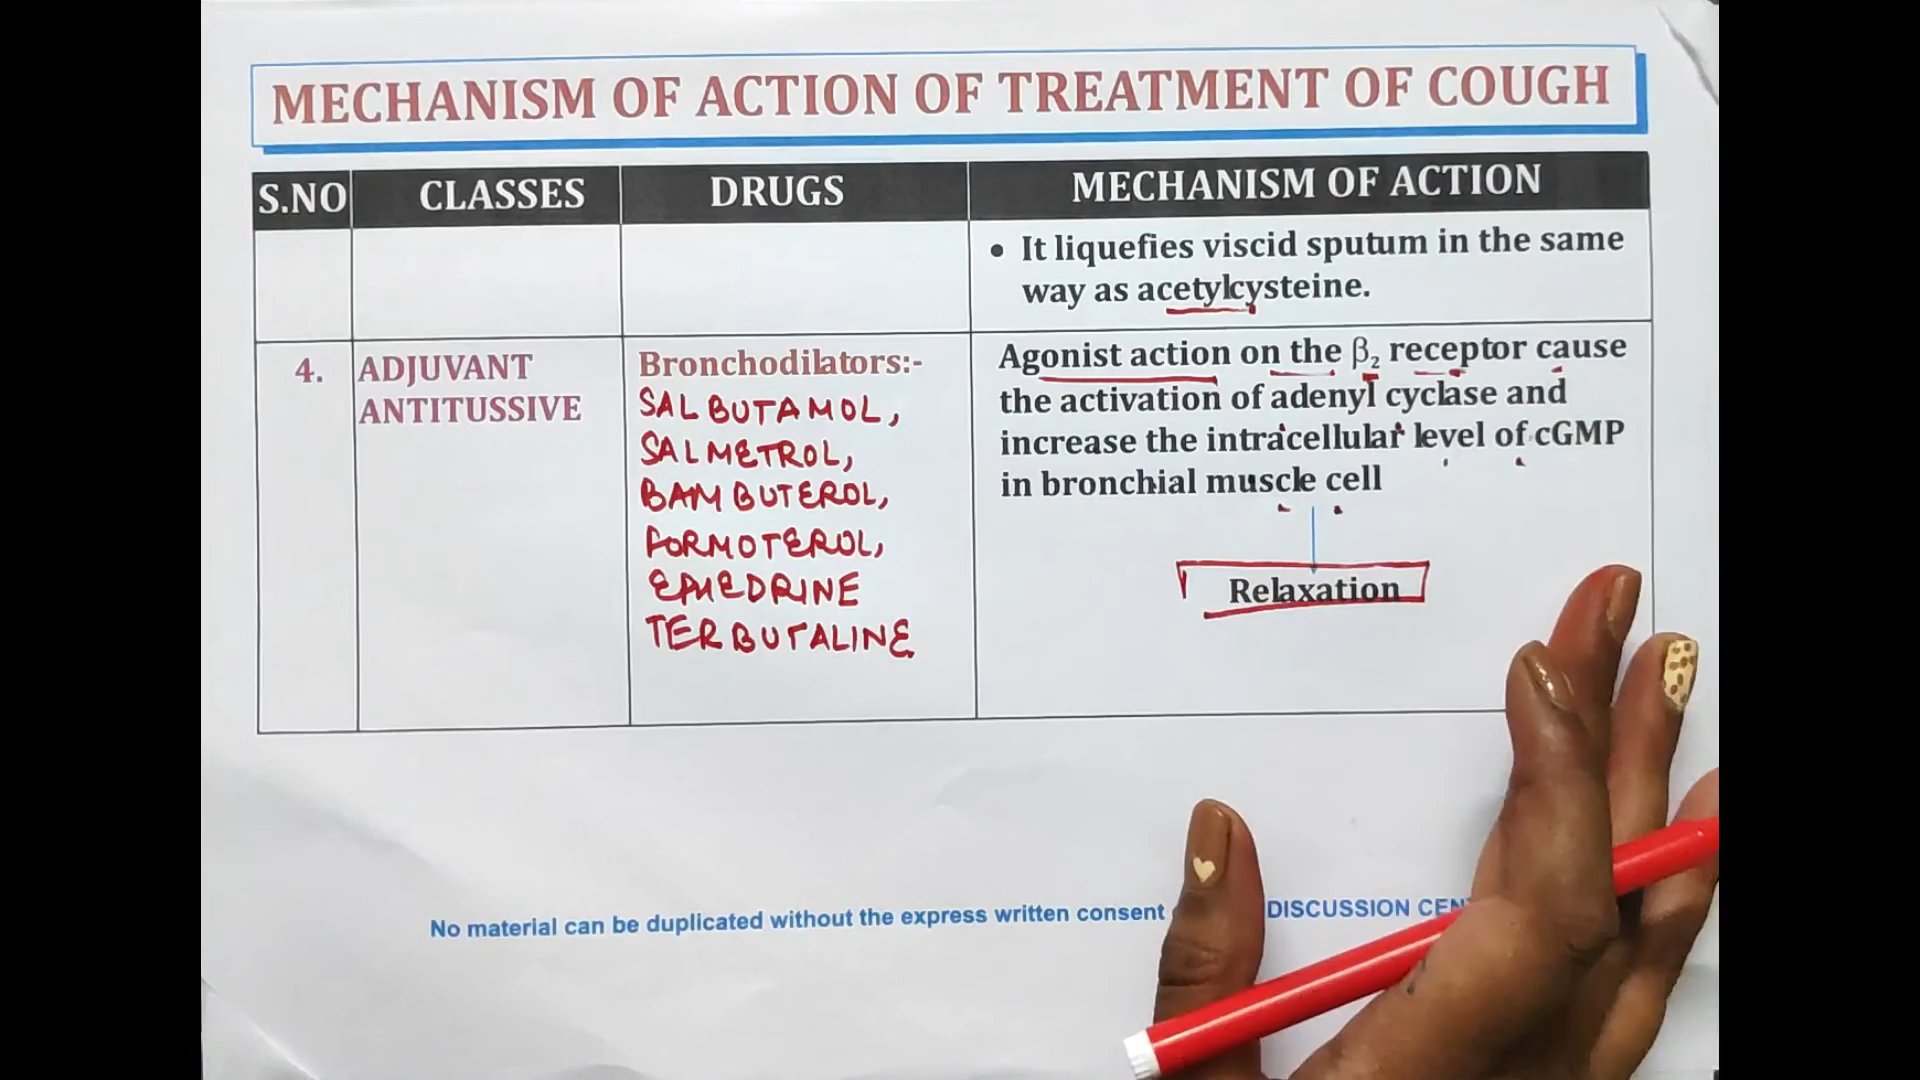 MECHANISM OF ACTION OF TREATMENT OF COUGH
S.NO CLASSES DRUGS MECHANISM OF ACTION
• It liquefies viscid sputum in the same
way as acetylcysteine.
4. ADJUVANT
ANTITUSSIVE
Bronchodilators:-
SALBUTAMOL,
SALMETROL,
BAMBUTEROL,
FORMOTEROL,
EPHEDRINE
TERBUTALINE.
Agonist action on the β₂ receptor cause
the activation of adenyl cyclase and
increase the intracellular level of cGMP
in bronchial muscle cell
Relaxation
No material can be duplicated without the express written consent DISCUSSION